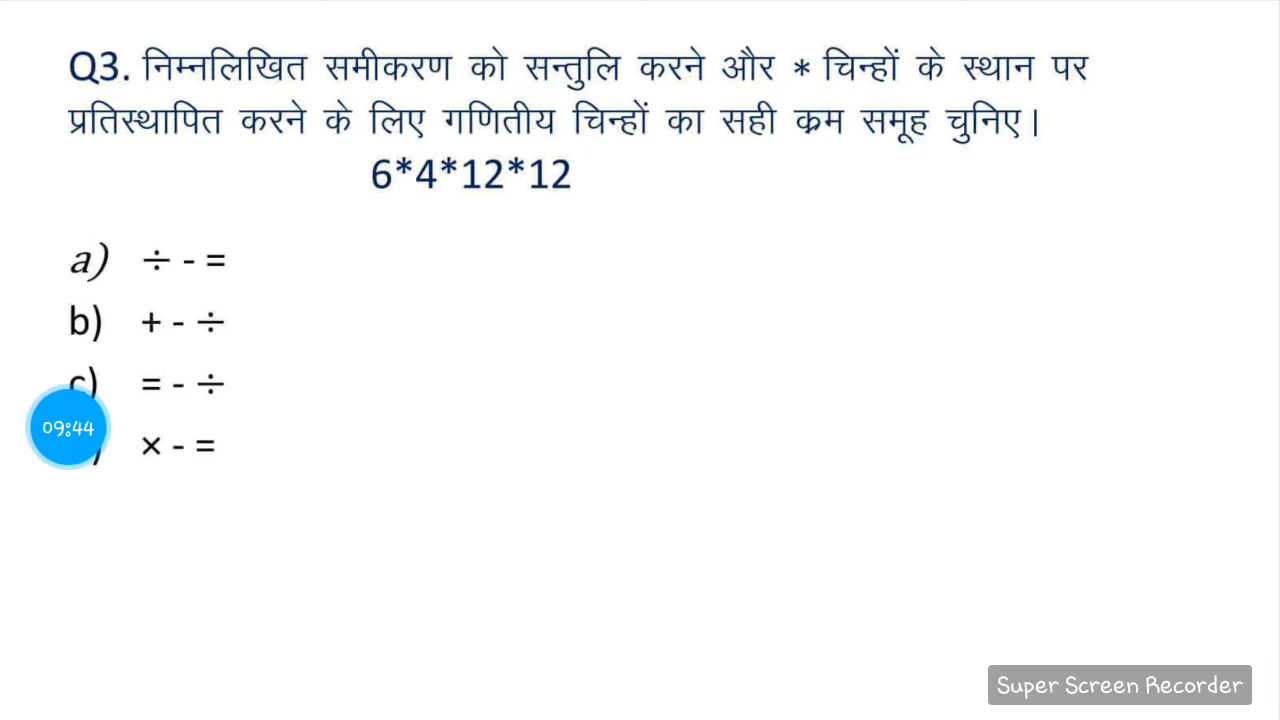 Q3. निम्नलिखित समीकरण को सन्तुलि करने और * चिन्हों के स्थान पर
प्रतिस्थापित करने के लिए गणितीय चिन्हों का सही क्रम समूह चुनिए।
6*4*12*12
a) ÷ - =
b) + - ÷
c) = - ÷
09:44
) × - =
Super Screen Recorder